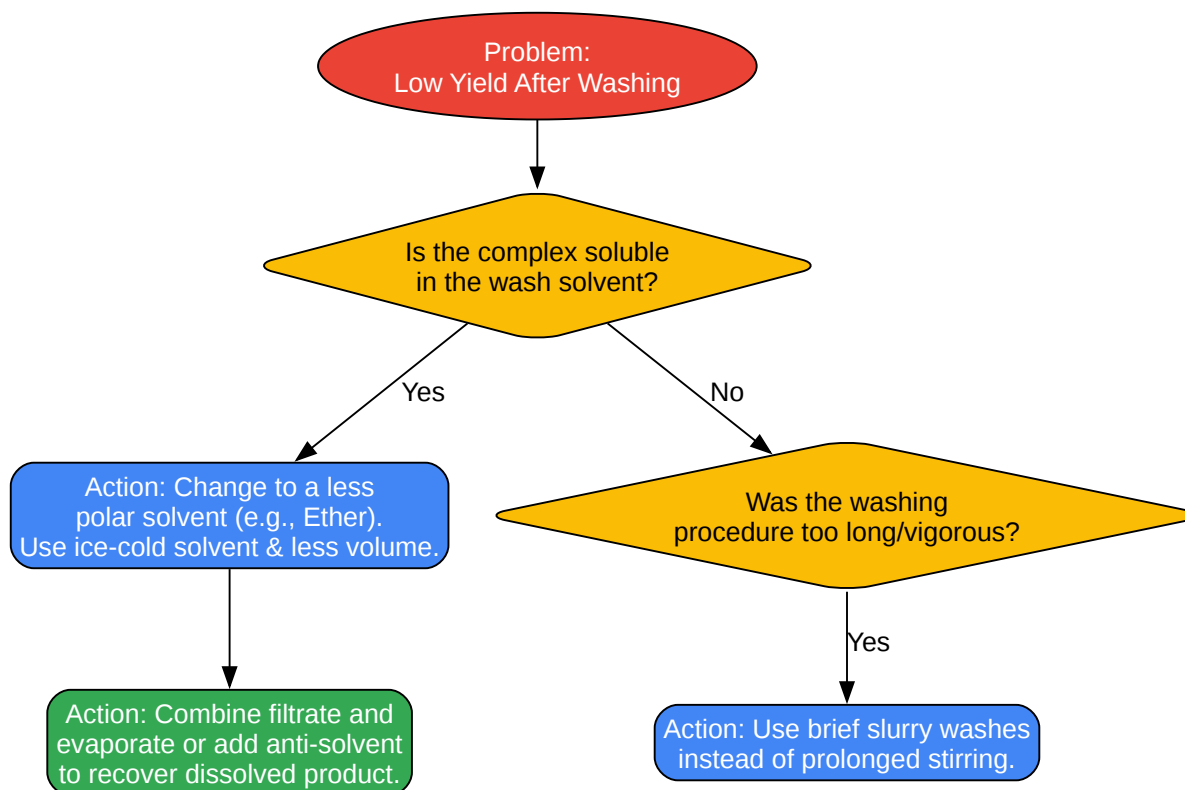 Problem:
Low Yield After Washing
Is the complex soluble
in the wash solvent?
Yes
No
Action: Change to a less
polar solvent (e.g., Ether).
Use ice-cold solvent & less volume.
Was the washing
procedure too long/vigorous?
Yes
Action: Combine filtrate and
evaporate or add anti-solvent
to recover dissolved product.
Action: Use brief slurry washes
instead of prolonged stirring.